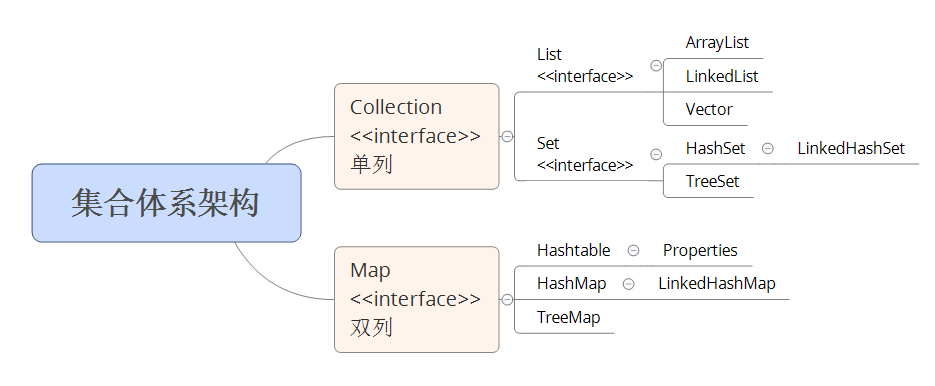 集合体系架构
Collection
<<interface>>
单列
List
<<interface>>
ArrayList
LinkedList
Vector
Set
<<interface>>
HashSet
LinkedHashSet
TreeSet
Map
<<interface>>
双列
Hashtable
Properties
HashMap
LinkedHashMap
TreeMap